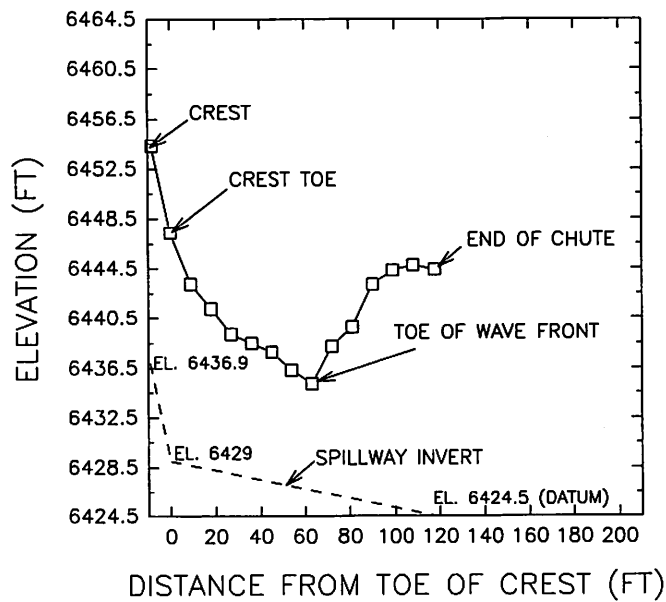 6464.5
6460.5
6456.5
CREST
6452.5
CREST TOE
6448.5
END OF CHUTE
6444.5
6440.5
TOE OF WAVE FRONT
6436.5
EL. 6436.9
6432.5
EL. 6429
SPILLWAY INVERT
6428.5
EL. 6424.5 (DATUM)
6424.5
ELEVATION (FT)
0 20 40 60 80 100 120 140 160 180 200
DISTANCE FROM TOE OF CREST (FT)